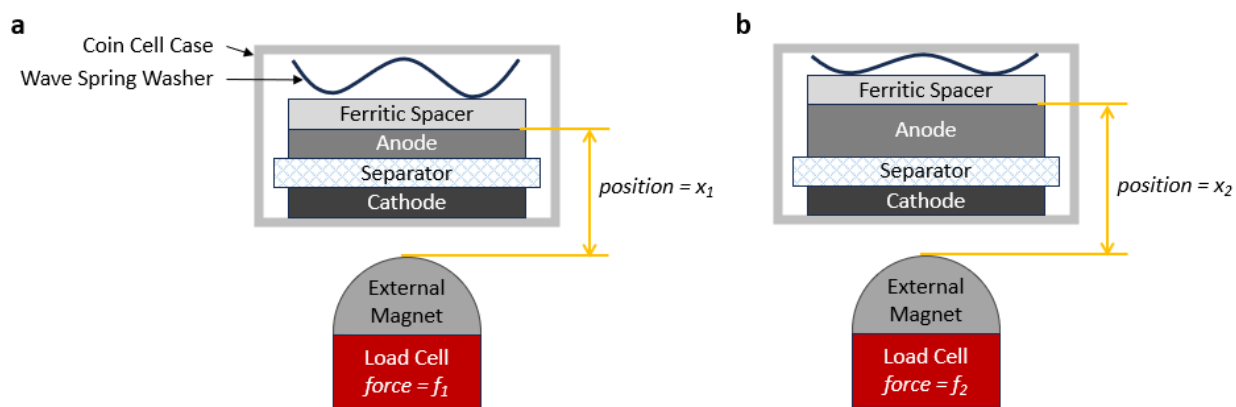 a
Coin Cell Case
Wave Spring Washer
Ferritic Spacer
Anode
Separator
Cathode
position = x1
External
Magnet
Load Cell
force = f1
b
Ferritic Spacer
Anode
Separator
Cathode
position = x2
External
Magnet
Load Cell
force = f2